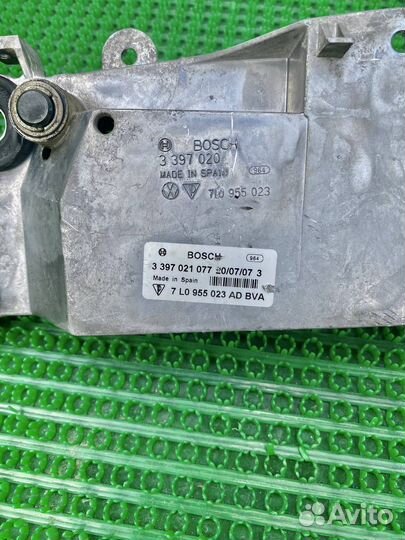 BOSCH
3 397 020
MADE IN SPAIN
964
7L0 955 023
BOSCH
964
3 397 021 077 20/07/07 3
Made in Spain
7 L0 955 023 AD BVA
Avito